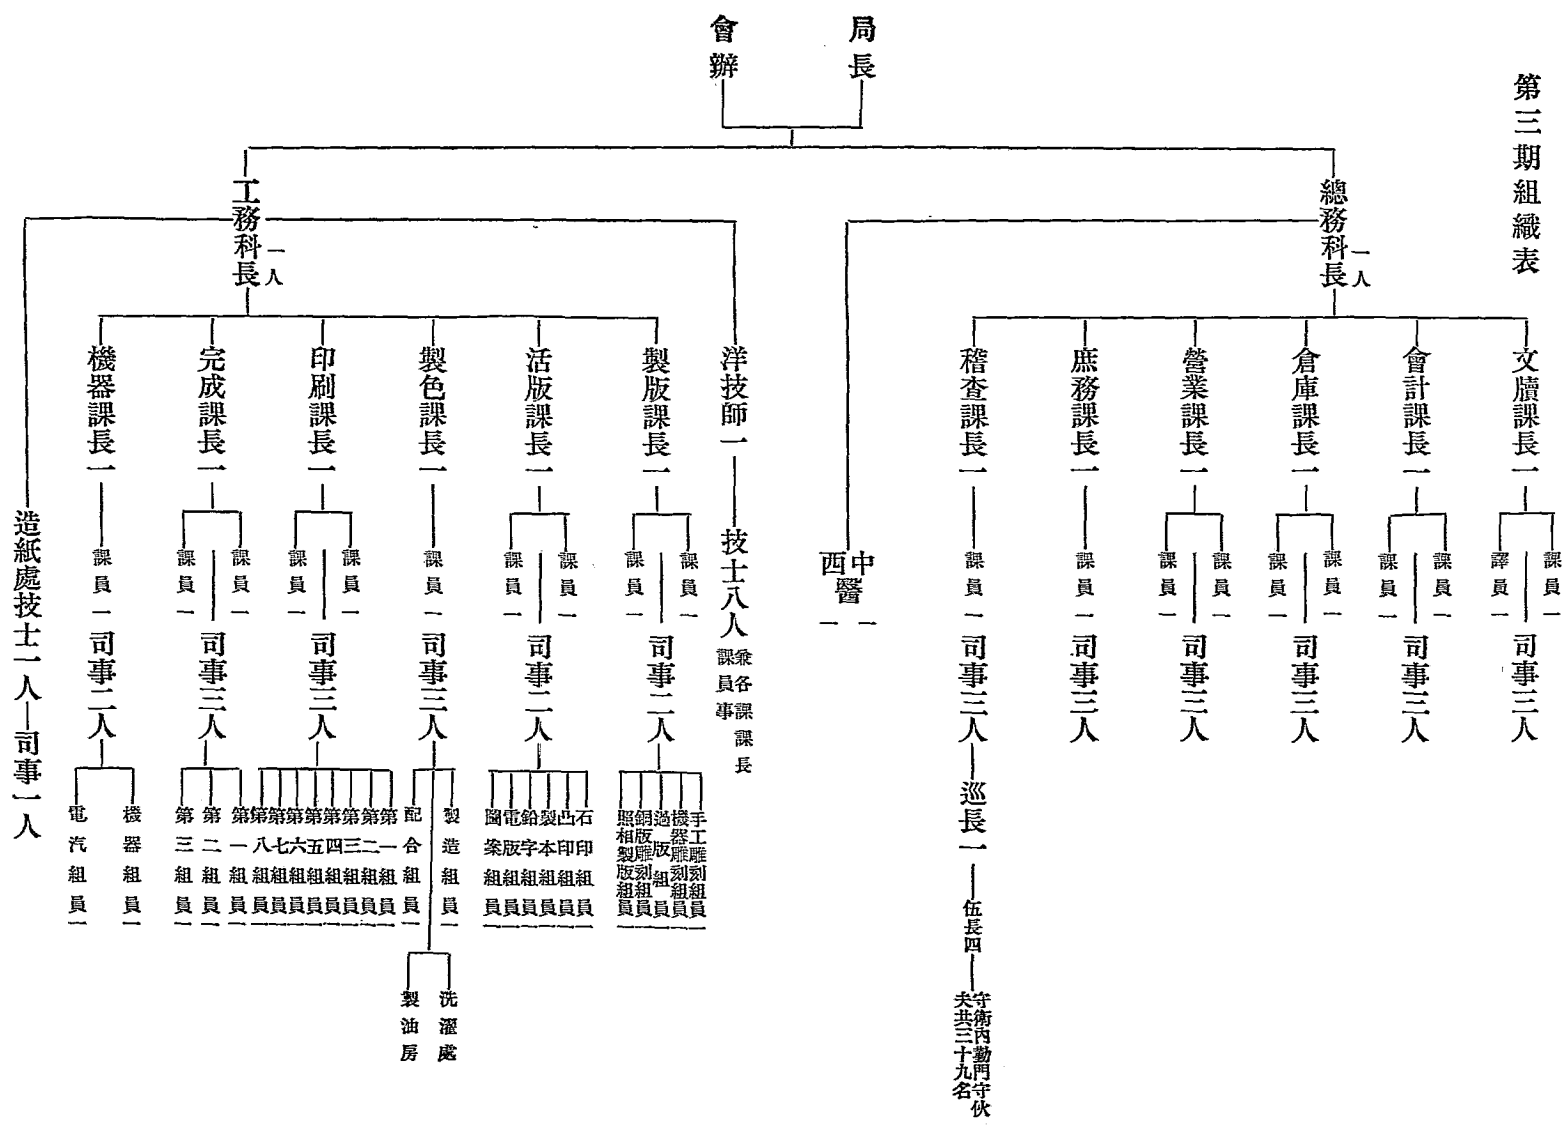 第三期組織表
局長
會辦
總務科長一人
文牘課長一
課員一
譯員一
司事三人
會計課長一
課員一
課員一
司事三人
倉庫課長一
課員一
課員一
司事三人
營業課長一
課員一
課員一
司事三人
庶務課長一
課員一
司事三人
稽查課長一
課員一
司事三人
巡長一
伍長四
守衛內勤門守伙
夫共三十九名
中西醫
一
一
工務科長一人
洋技師一
技士八人
兼各課課長
課員事
製版課長一
課員一
課員一
司事二人
手工雕刻組員一
機器雕刻組員一
過版組員一
銅版雕刻組員一
照相製版組員一
活版課長一
課員一
課員一
司事二人
石印組員一
凸印組員一
製本組員一
鉛字組員一
電版組員一
圖案組員一
製色課長一
課員一
司事三人
製造組員一
配合組員一
洗濯處
製油房
印刷課長一
課員一
課員一
司事三人
第一組員一
第二組員一
第三組員一
第四組員一
第五組員一
第六組員一
第七組員一
第八組員一
完成課長一
課員一
課員一
司事三人
第一組員一
第二組員一
第三組員一
機器課長一
課員一
司事二人
機器組員一
電汽組員一
造紙處技士一人
司事一人